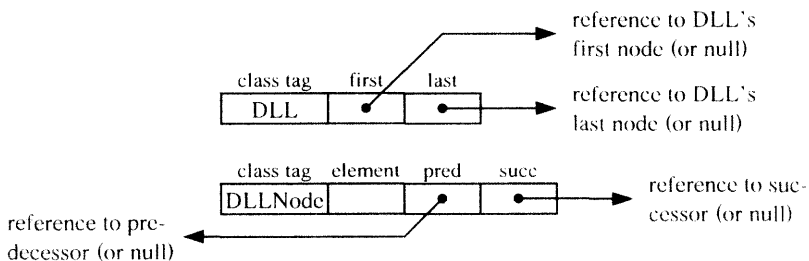 reference to DLL's
first node (or null)
class tag first last
DLL
reference to DLL's
last node (or null)
class tag element pred succ
DLLNode
reference to suc-
cessor (or null)
reference to pre-
decessor (or null)